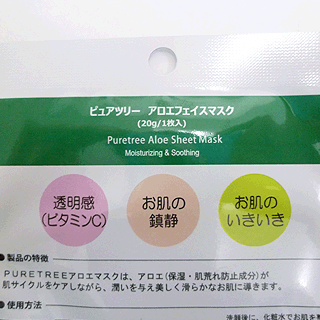 ピュアツリー アロエフェイスマスク
(20g/1枚入)
Puretree Aloe Sheet Mask
Moisturizing & Soothing
透明感
(ビタミンC)
お肌の
鎮静
お肌の
いきいき
●製品の特徴
PURETREEアロエマスクは、アロエ(保湿・肌荒れ防止成分)が
肌サイクルをケアしながら、潤いを与え美しく滑らかなお肌に導きます。
●使用方法
洗顔後に、化粧水でお肌を